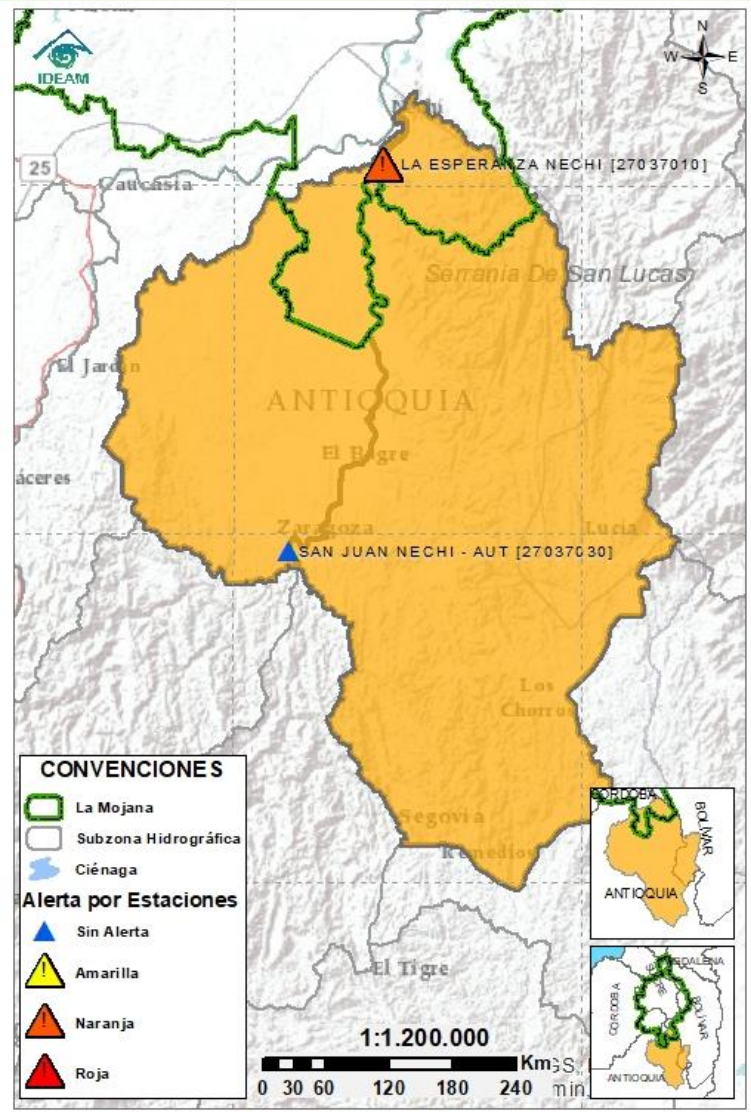 IDEAM
N
W E
S
25
Caucasia
LA ESPERANZA NECHI [27037010]
Serrania De San Lucas
El Jardin
ANTIOQUIA
El Bagre
áceres
Zaragoza
Lucia
SAN JUAN NECHI - AUT [27037030]
Los
Chorros
Segovia
Remedios
El Tigre
CONVENCIONES
La Mojana
Subzona Hidrográfica
Ciénaga
Alerta por Estaciones
Sin Alerta
! Amarilla
! Naranja
! Roja
1:1.200.000
Km
0 30 60 120 180 240
CORDOBA
BOLÍVAR
ANTIOQUIA
CORDOBA
BOLÍVAR
ANTIOQUIA